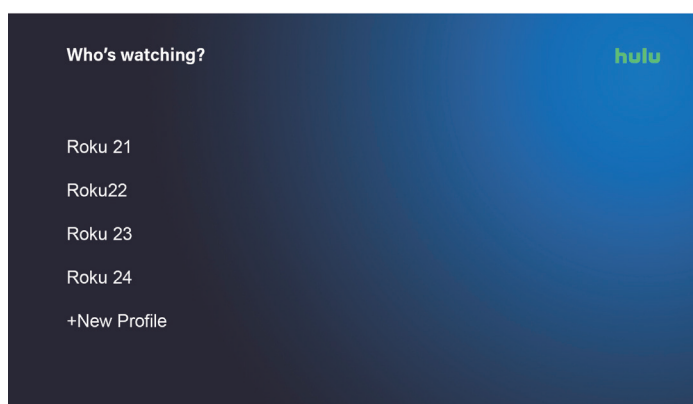 Who's watching?
hulu
Roku 21
Roku22
Roku 23
Roku 24
+New Profile